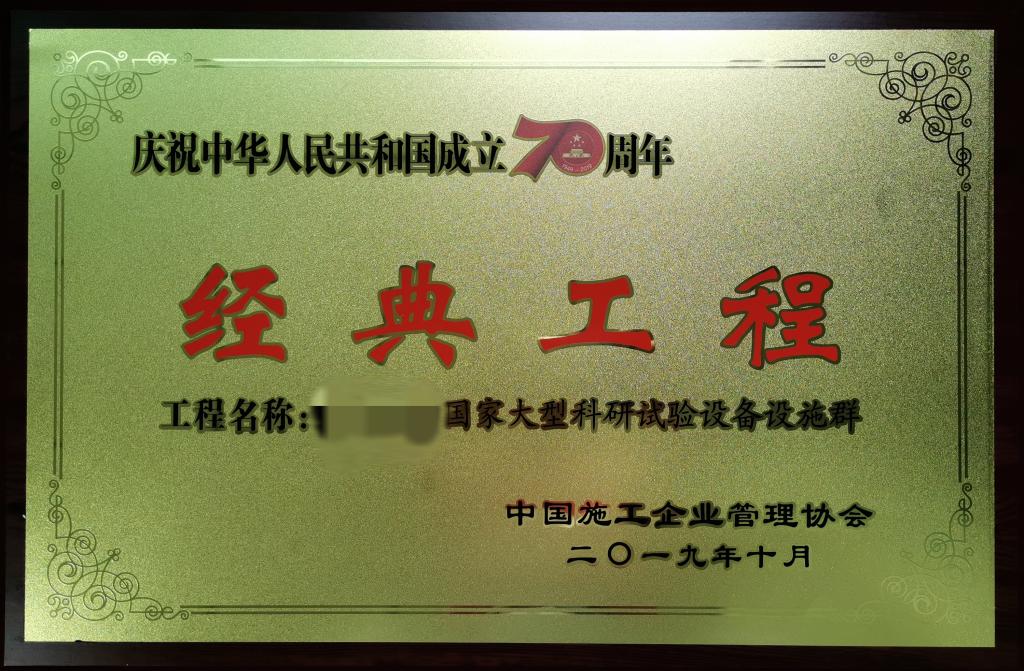 庆祝中华人民共和国成立70周年
经典工程
工程名称:国家大型科研试验设备设施群
中国施工企业管理协会
二〇一九年十月